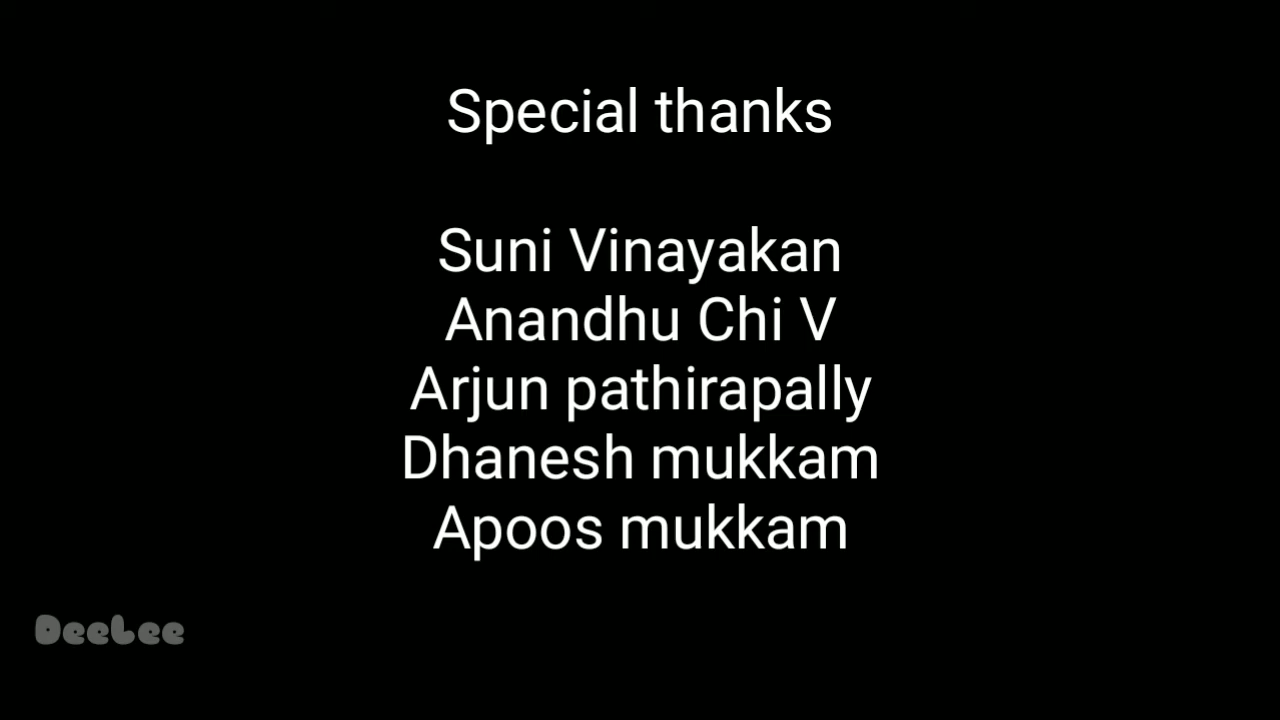 Special thanks
Suni Vinayakan
Anandhu Chi V
Arjun pathirapally
Dhanesh mukkam
Apoos mukkam
DeeLee